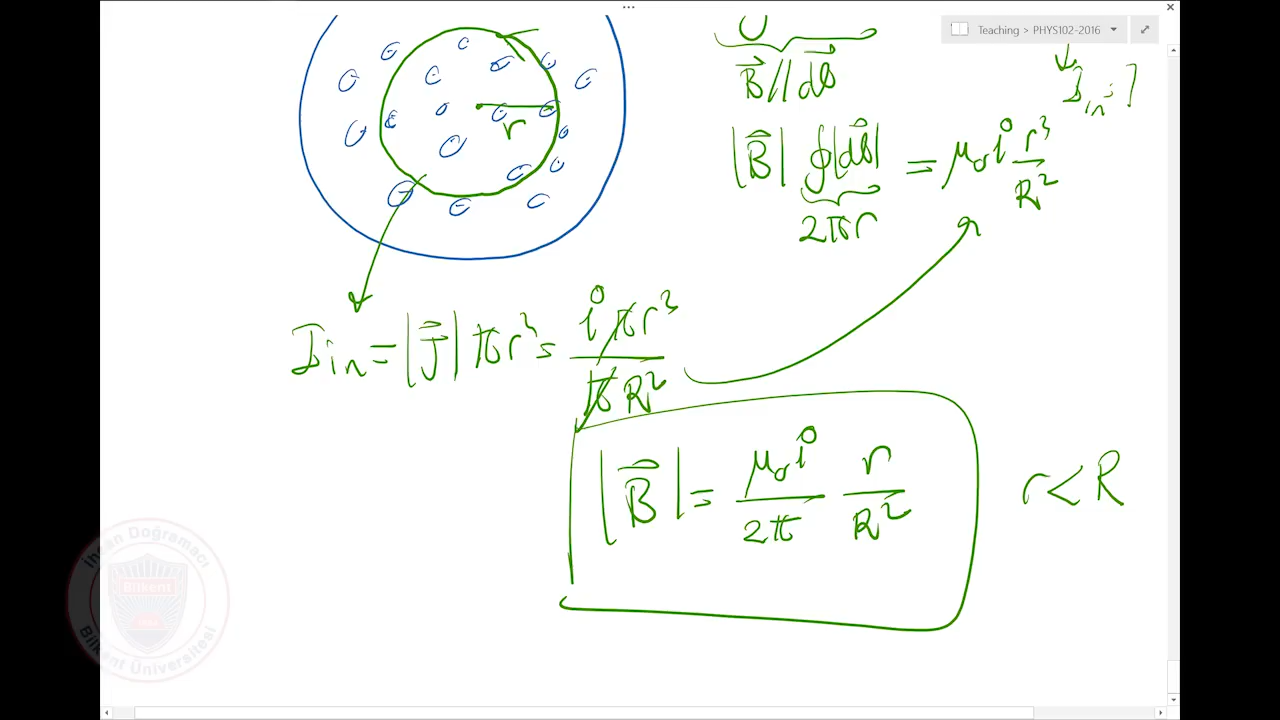 Teaching > PHYS102-2016
B⃗ // dl⃗
I_in = ?
r
|B⃗| ∮|dl⃗| = μ₀ i r²/R²
2πr
I_in = |J⃗| πr² = i πr²/πR²
|B⃗| = μ₀ i/2π r/R²
r < R
İhsan Doğramacı
Bilkent
Bilkent Üniversitesi